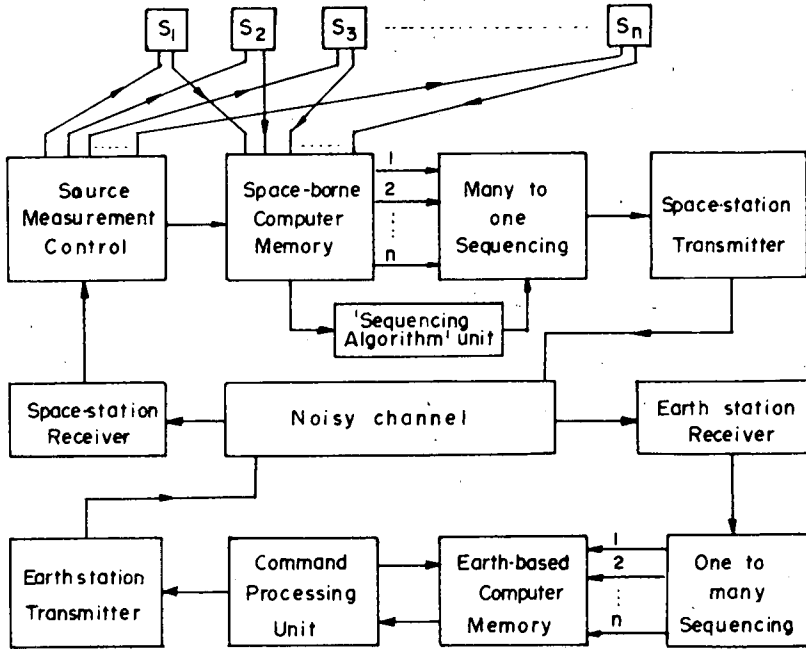 S1 S2 S3 Sn
Source
Measurement
Control
Space-borne
Computer
Memory
1
2
n
Many to
one
Sequencing
Space-station
Transmitter
'Sequencing
Algorithm' unit
Space-station
Receiver
Noisy channel
Earth station
Receiver
Earth station
Transmitter
Command
Processing
Unit
Earth-based
Computer
Memory
1
2
n
One to
many
Sequencing